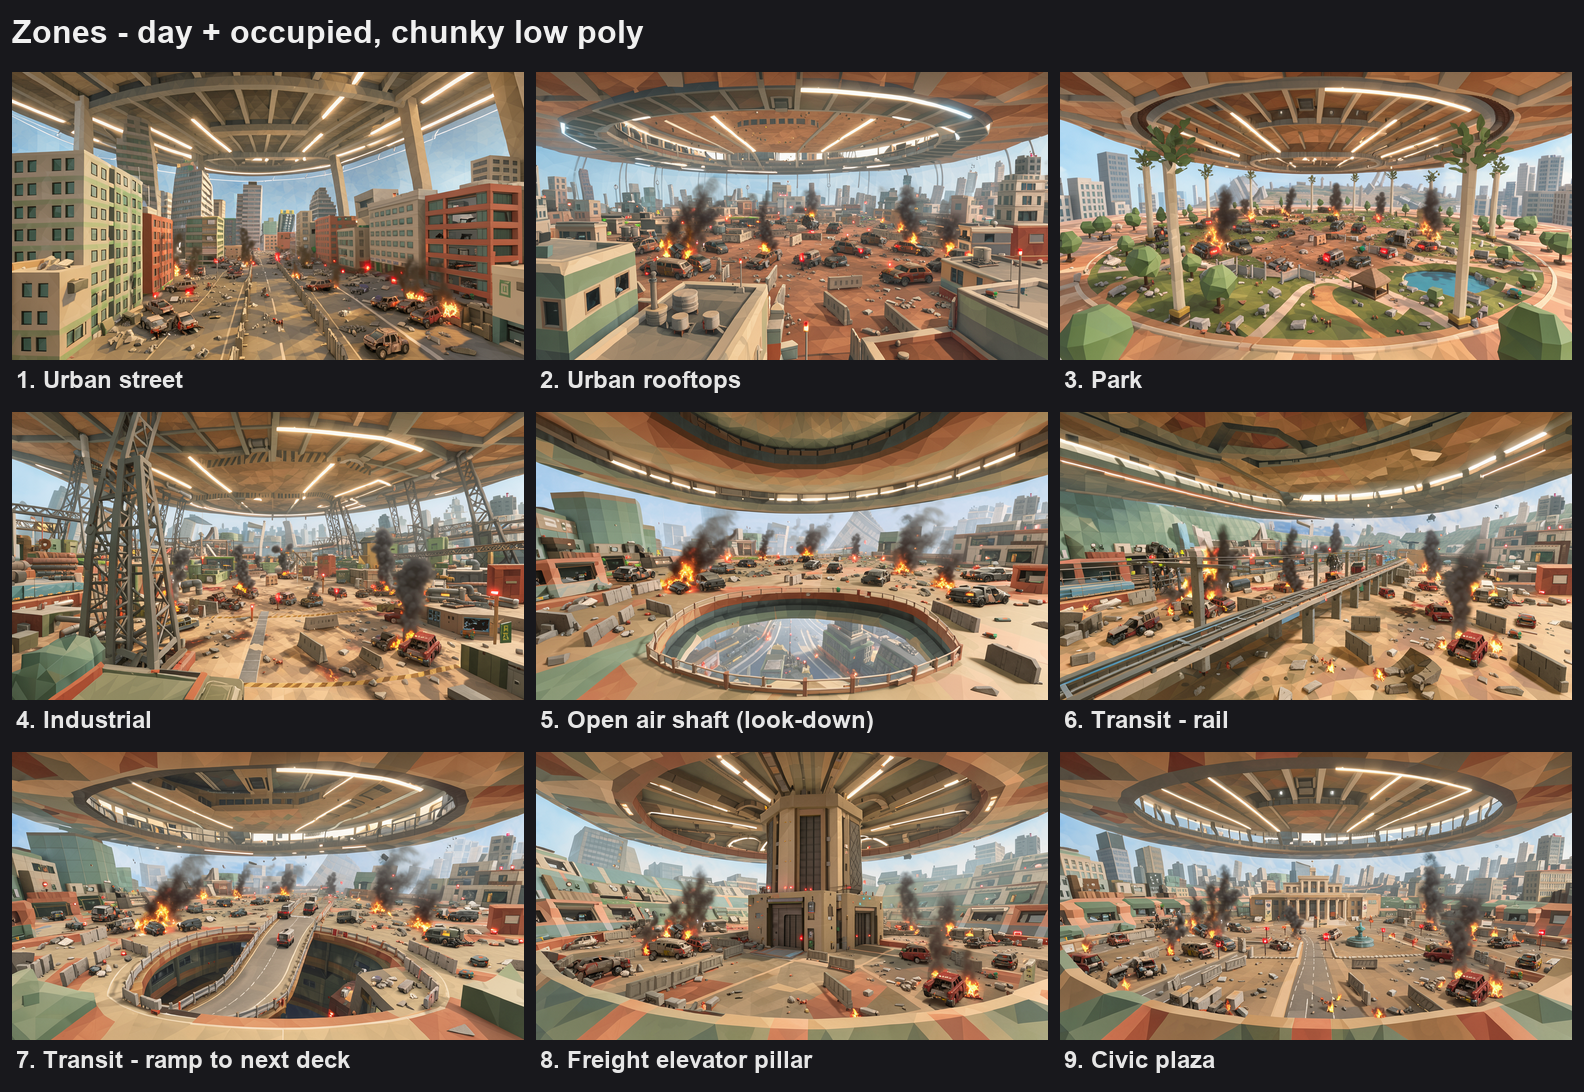 Zones - day + occupied, chunky low poly
1. Urban street
2. Urban rooftops
3. Park
4. Industrial
5. Open air shaft (look-down)
6. Transit - rail
7. Transit - ramp to next deck
8. Freight elevator pillar
9. Civic plaza